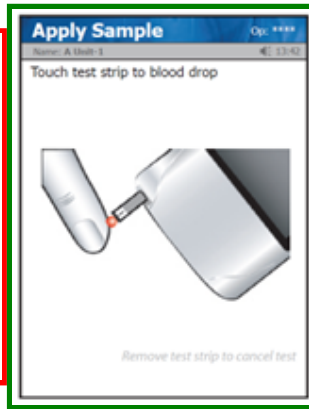 Apply Sample Op: ****
Name: A Unit-1 13:42
Touch test strip to blood drop
Remove test strip to cancel test